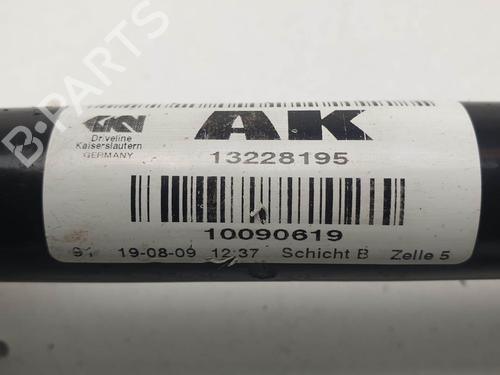 B-PARTS
GKN
AK
Driveline
Kaiserslautern
GERMANY
13228195
10090619
19-08-09 12:37 Schicht B Zelle 5